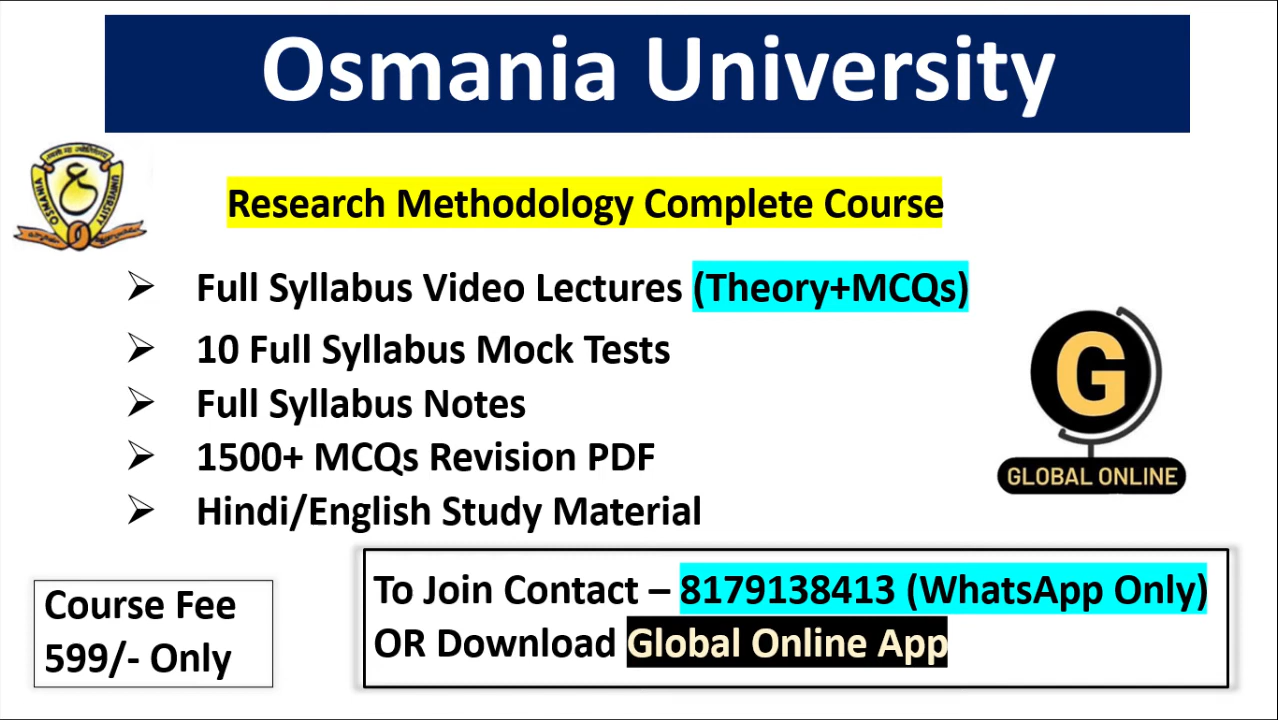 Osmania University
OSMANIA UNIVERSITY
Research Methodology Complete Course
➢ Full Syllabus Video Lectures (Theory+MCQs)
➢ 10 Full Syllabus Mock Tests
➢ Full Syllabus Notes
➢ 1500+ MCQs Revision PDF
➢ Hindi/English Study Material
G
GLOBAL ONLINE
Course Fee
599/- Only
To Join Contact – 8179138413 (WhatsApp Only)
OR Download Global Online App